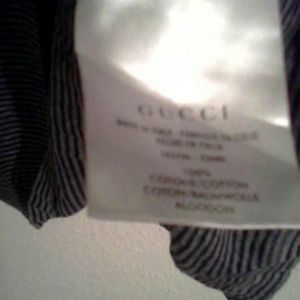 GUCCI
MADE IN ITALY - FABRIQUE EN ITALIE
HECHO EN ITALIA
100%
COTONE/COTTON
COTON/BAUMWOLLE
ALGODON